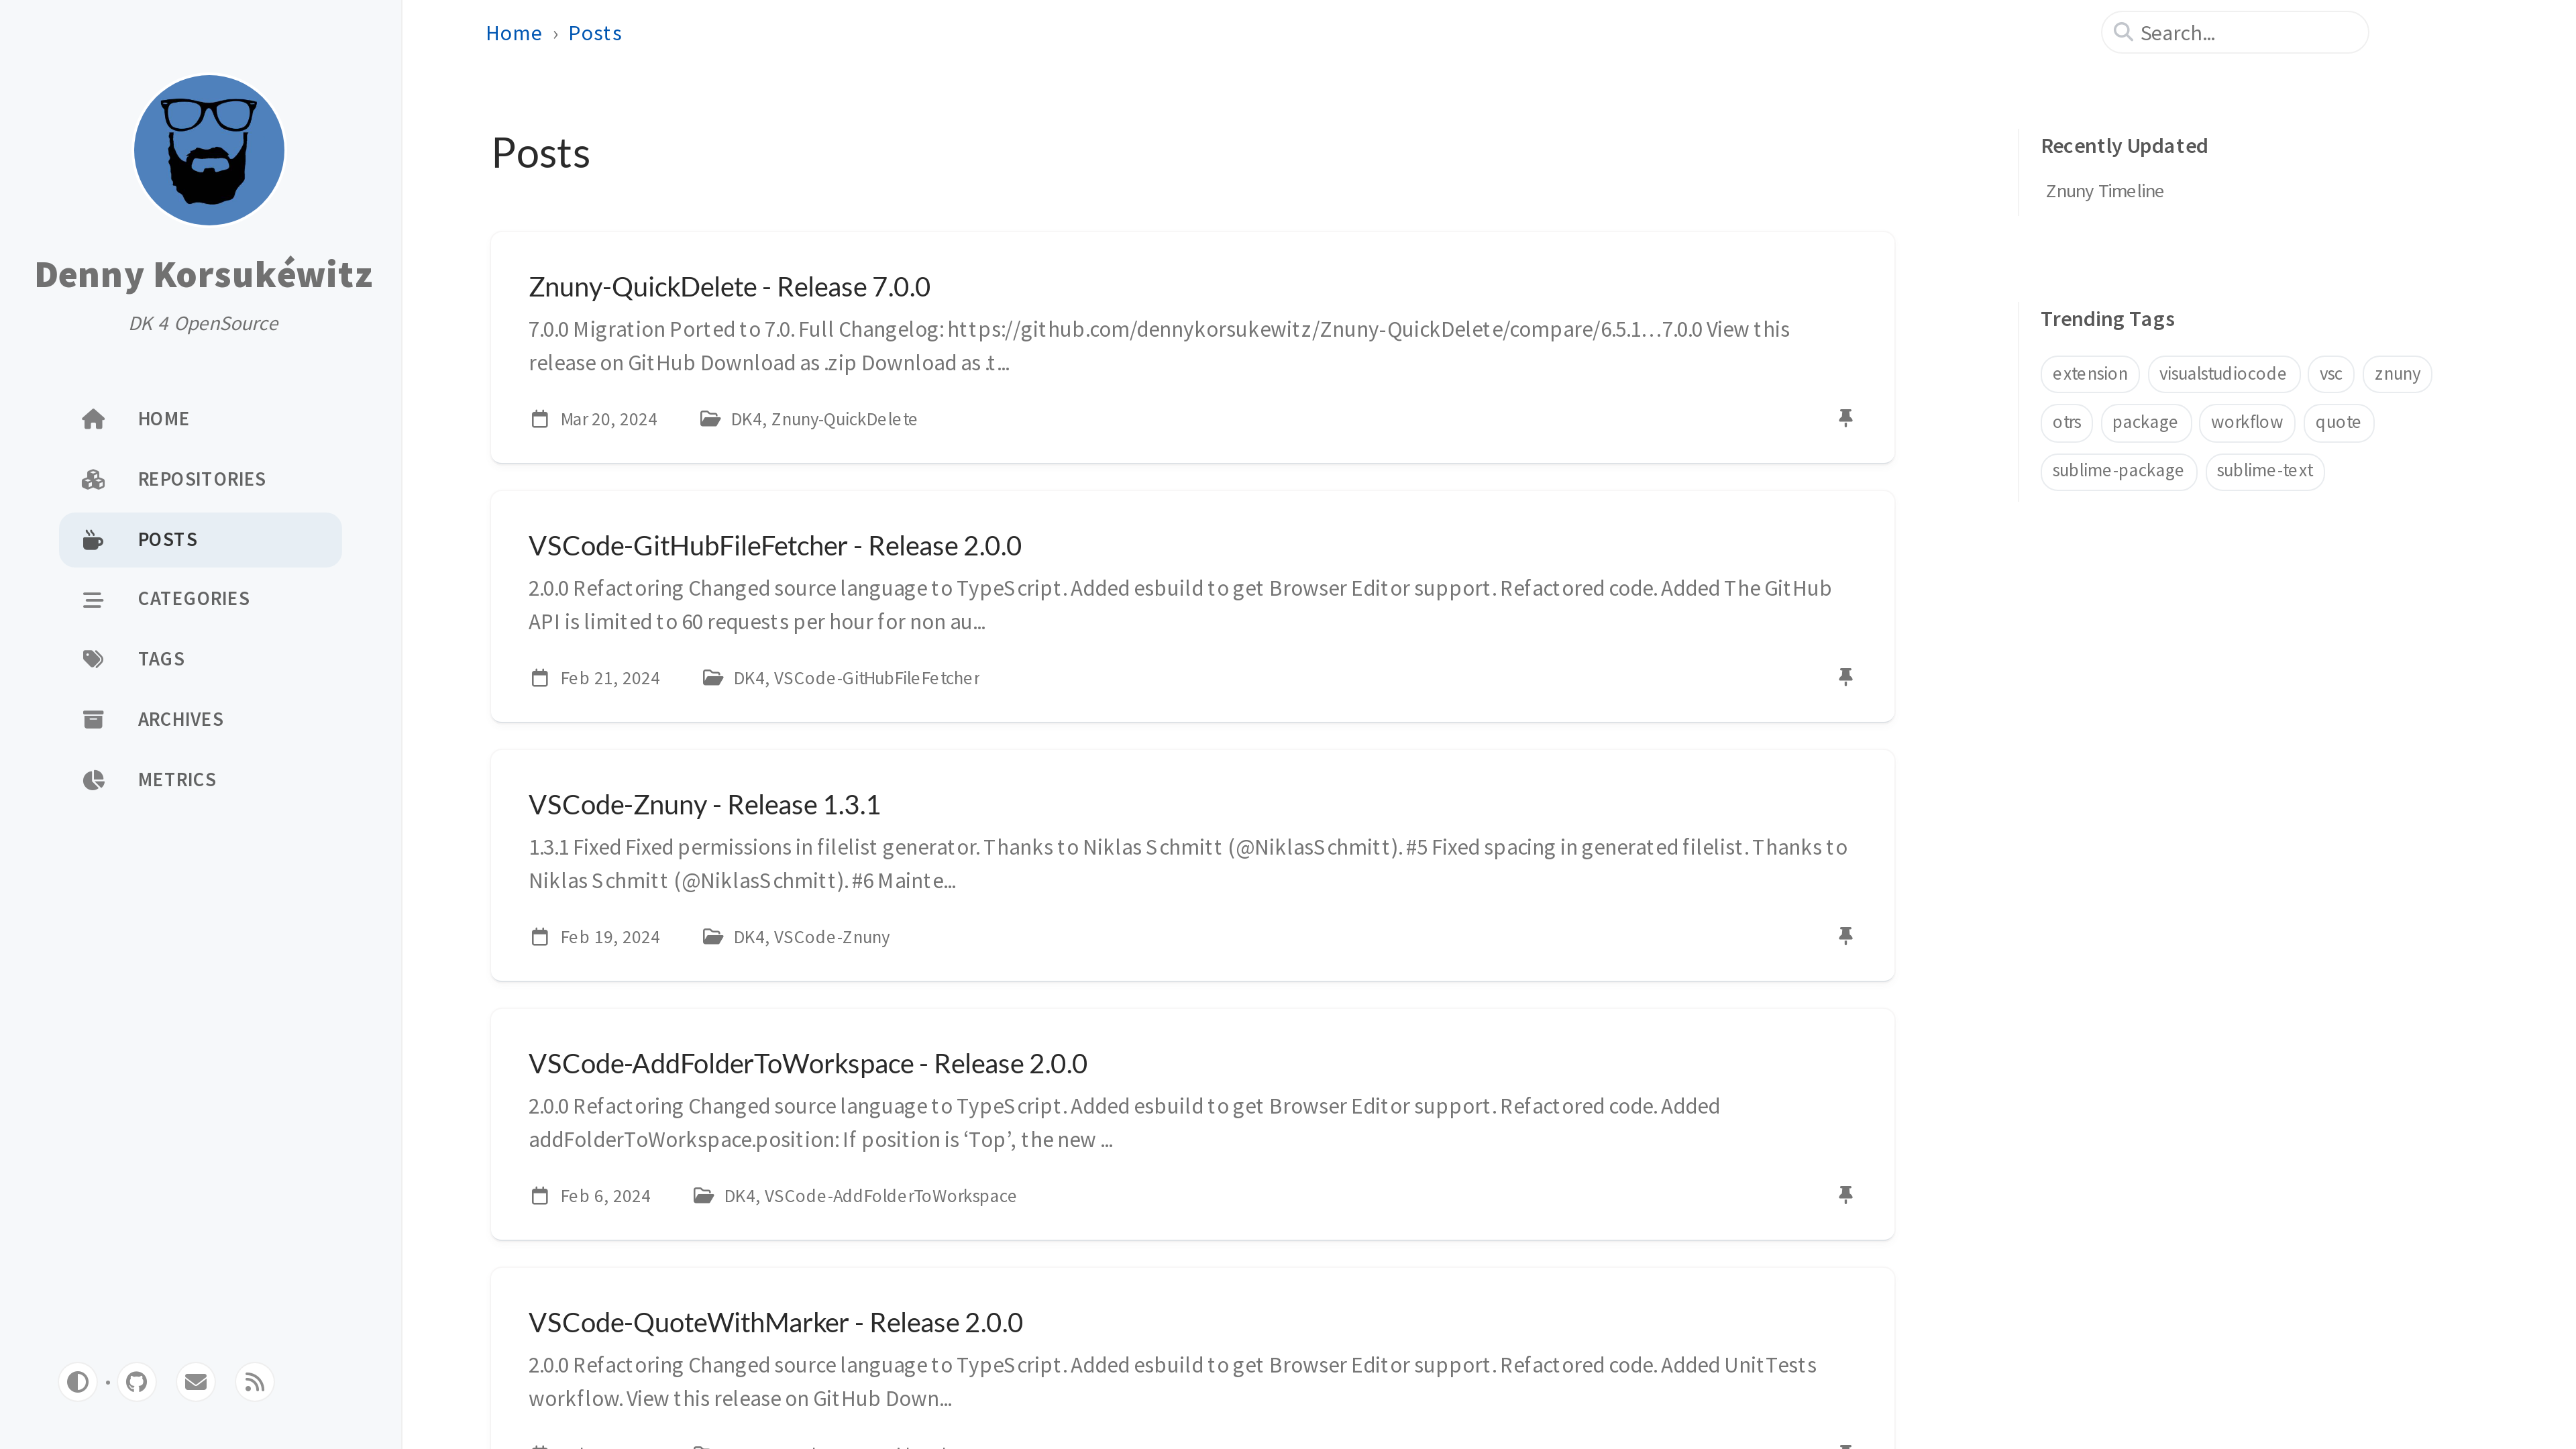 Home › Posts
Search...
Denny Korsukéwitz
DK 4 OpenSource
HOME
REPOSITORIES
POSTS
CATEGORIES
TAGS
ARCHIVES
METRICS
Posts
Znuny-QuickDelete - Release 7.0.0
7.0.0 Migration Ported to 7.0. Full Changelog: https://github.com/dennykorsukewitz/Znuny-QuickDelete/compare/6.5.1…7.0.0 View this
release on GitHub Download as .zip Download as .t...
Mar 20, 2024 DK4, Znuny-QuickDelete
VSCode-GitHubFileFetcher - Release 2.0.0
2.0.0 Refactoring Changed source language to TypeScript. Added esbuild to get Browser Editor support. Refactored code. Added The GitHub
API is limited to 60 requests per hour for non au...
Feb 21, 2024 DK4, VSCode-GitHubFileFetcher
VSCode-Znuny - Release 1.3.1
1.3.1 Fixed Fixed permissions in filelist generator. Thanks to Niklas Schmitt (@NiklasSchmitt). #5 Fixed spacing in generated filelist. Thanks to
Niklas Schmitt (@NiklasSchmitt). #6 Mainte...
Feb 19, 2024 DK4, VSCode-Znuny
VSCode-AddFolderToWorkspace - Release 2.0.0
2.0.0 Refactoring Changed source language to TypeScript. Added esbuild to get Browser Editor support. Refactored code. Added
addFolderToWorkspace.position: If position is ‘Top’, the new ...
Feb 6, 2024 DK4, VSCode-AddFolderToWorkspace
VSCode-QuoteWithMarker - Release 2.0.0
2.0.0 Refactoring Changed source language to TypeScript. Added esbuild to get Browser Editor support. Refactored code. Added UnitTests
workflow. View this release on GitHub Down...
Recently Updated
Znuny Timeline
Trending Tags
extension visualstudiocode vsc znuny
otrs package workflow quote
sublime-package sublime-text